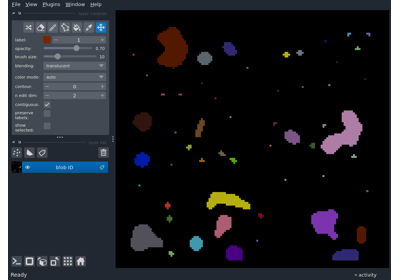 File View Plugins Window Help
label: 1
opacity: 0.70
brush size: 10
blending: translucent
color mode: auto
contour: 0
n edit dim: 2
contiguous: ✓
preserve
labels:
show
selected:
blob ID
Ready
activity